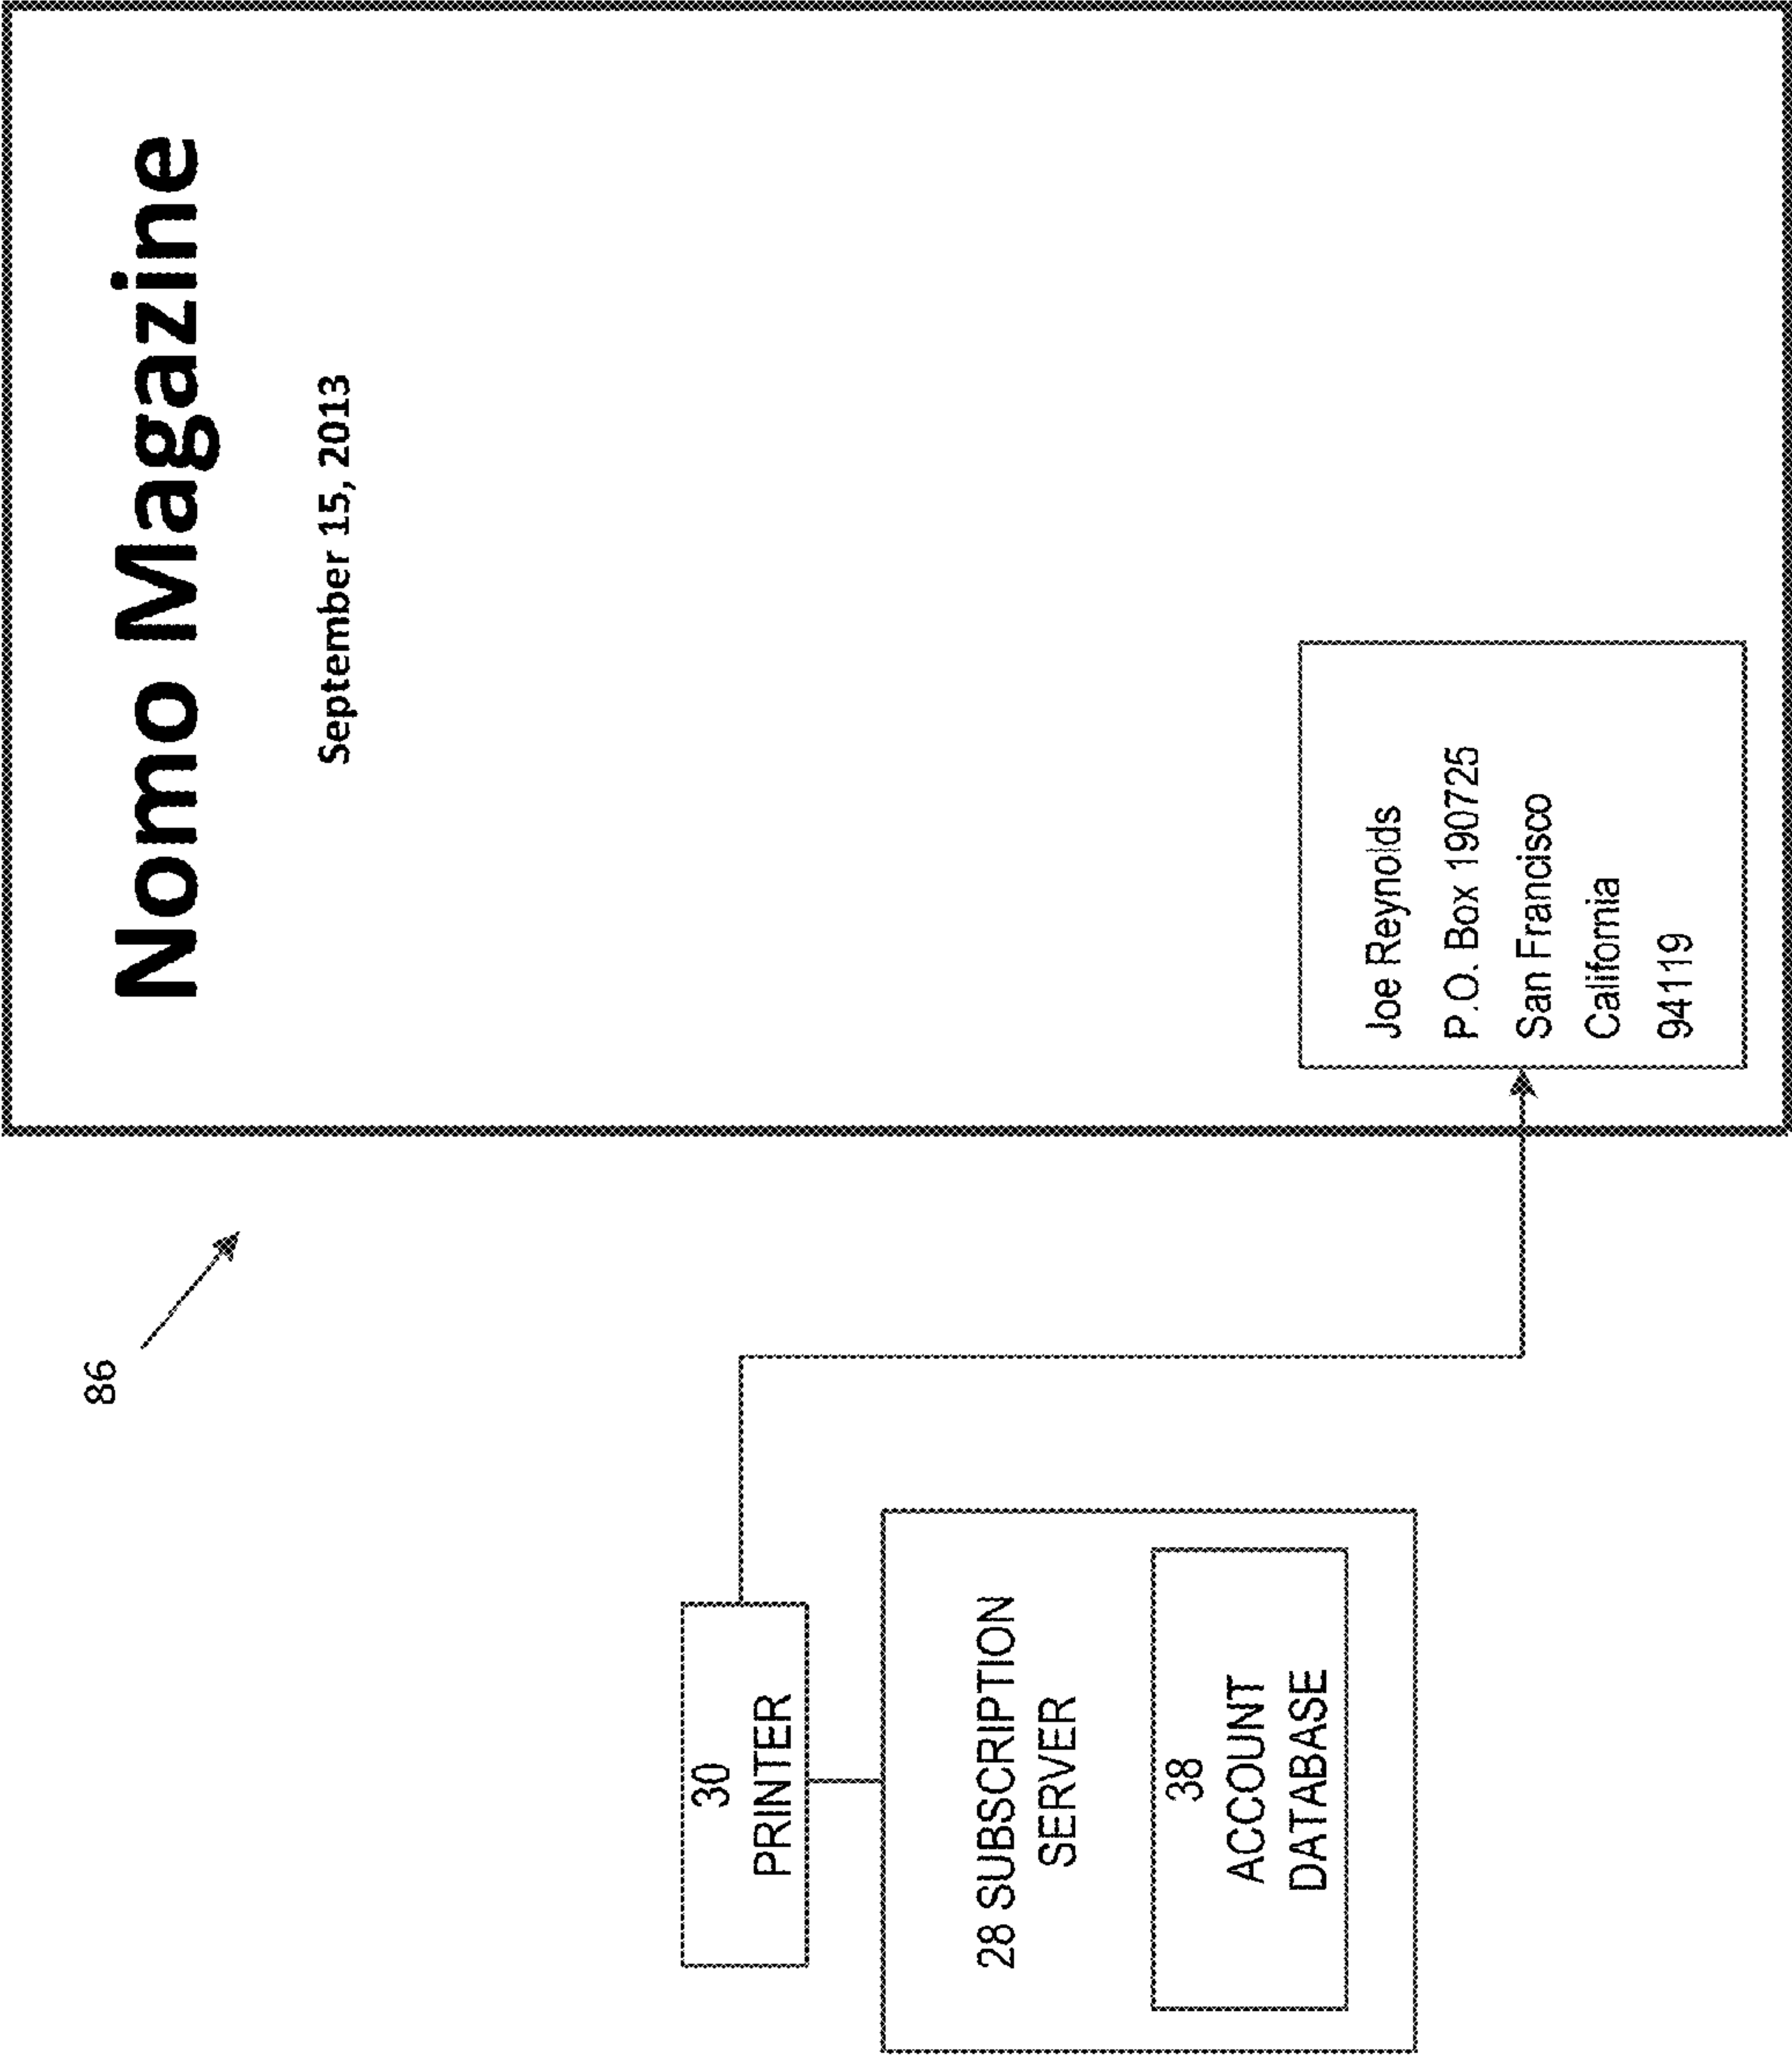 86
Nomo Magazine
September 15, 2013
30
PRINTER
28 SUBSCRIPTION
SERVER
38
ACCOUNT
DATABASE
Joe Reynolds
P.O. Box 190725
San Francisco
California
94119